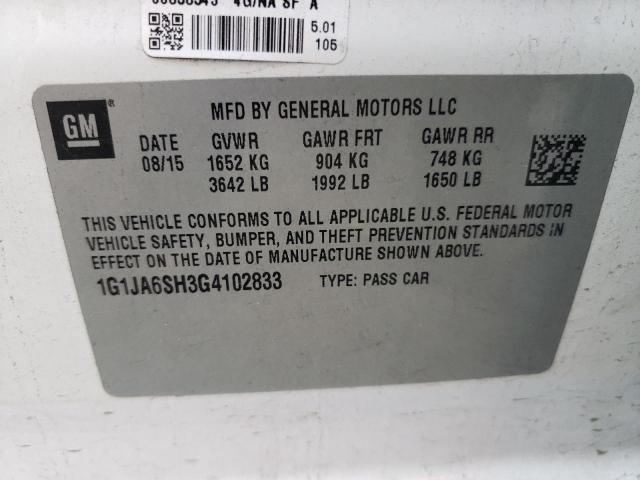 4G/NA SF A
5.01
105
GM®
MFD BY GENERAL MOTORS LLC
DATE GVWR GAWR FRT GAWR RR
08/15 1652 KG 904 KG 748 KG
3642 LB 1992 LB 1650 LB
THIS VEHICLE CONFORMS TO ALL APPLICABLE U.S. FEDERAL MOTOR
VEHICLE SAFETY, BUMPER, AND THEFT PREVENTION STANDARDS IN
EFFECT ON THE DATE OF MANUFACTURE SHOWN ABOVE.
1G1JA6SH3G4102833 TYPE: PASS CAR